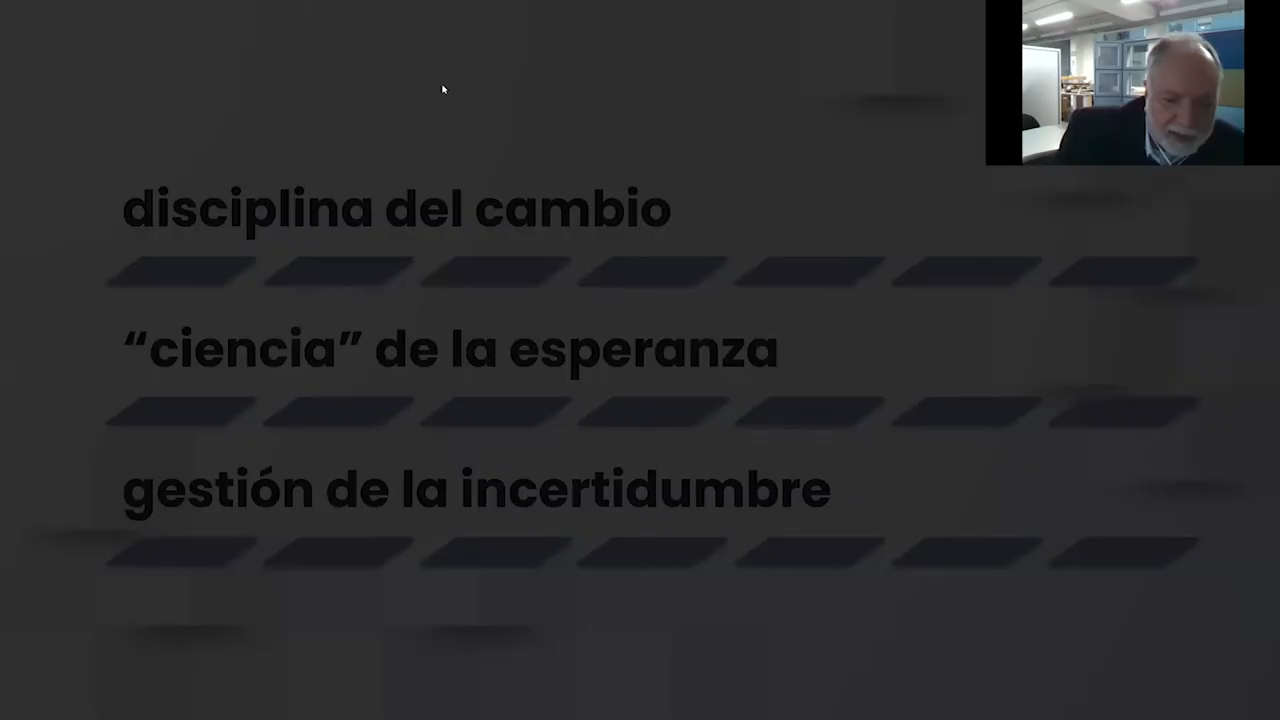 disciplina del cambio
“ciencia” de la esperanza
gestión de la incertidumbre